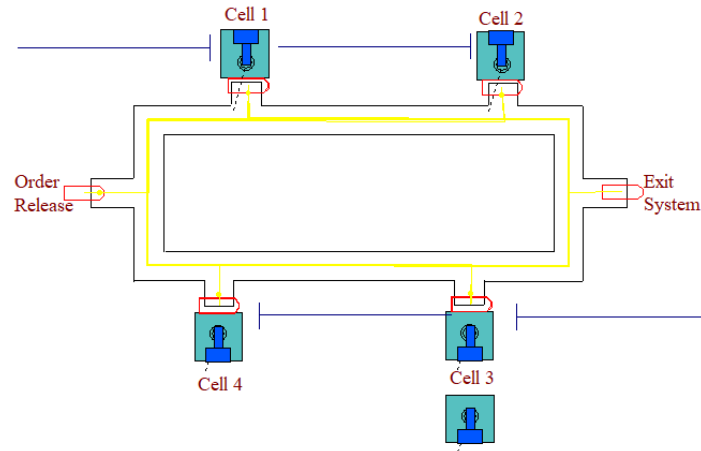 Cell 1
Cell 2
Order
Release
Exit
System
Cell 4
Cell 3